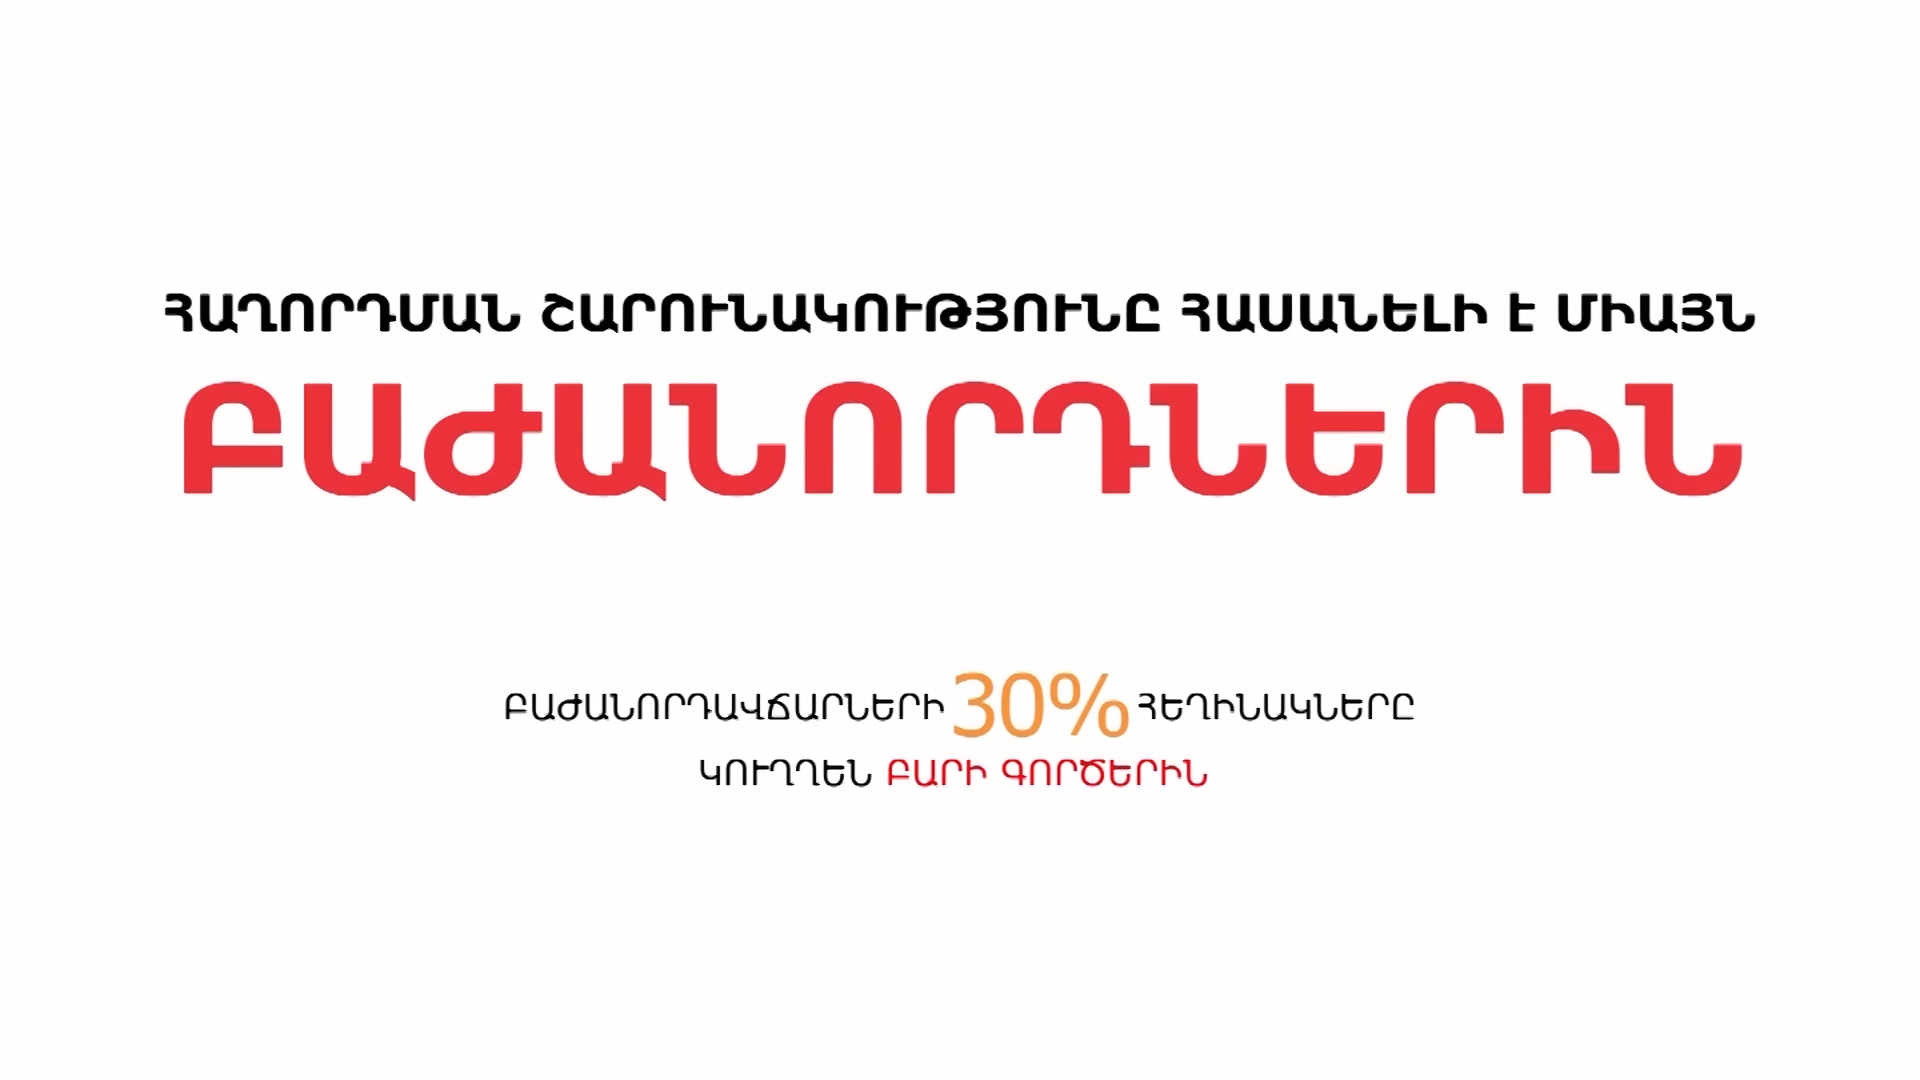 ՀԱՂՈՐԴՄԱՆ ՇԱՐՈՒՆԱԿՈՒԹՅՈՒՆԸ ՀԱՍԱՆԵԼԻ է ՄԻԱՅՆ
ԲԱԺԱՆՈՐԴՆԵՐԻՆ
ԲԱԺԱՆՈՐԴԱՎՃԱՐՆԵՐԻ 30% ՀԵՂԻՆԱԿՆԵՐԸ
ԿՈՒՂՂԵՆ ԲԱՐԻ ԳՈՐԾԵՐԻՆ